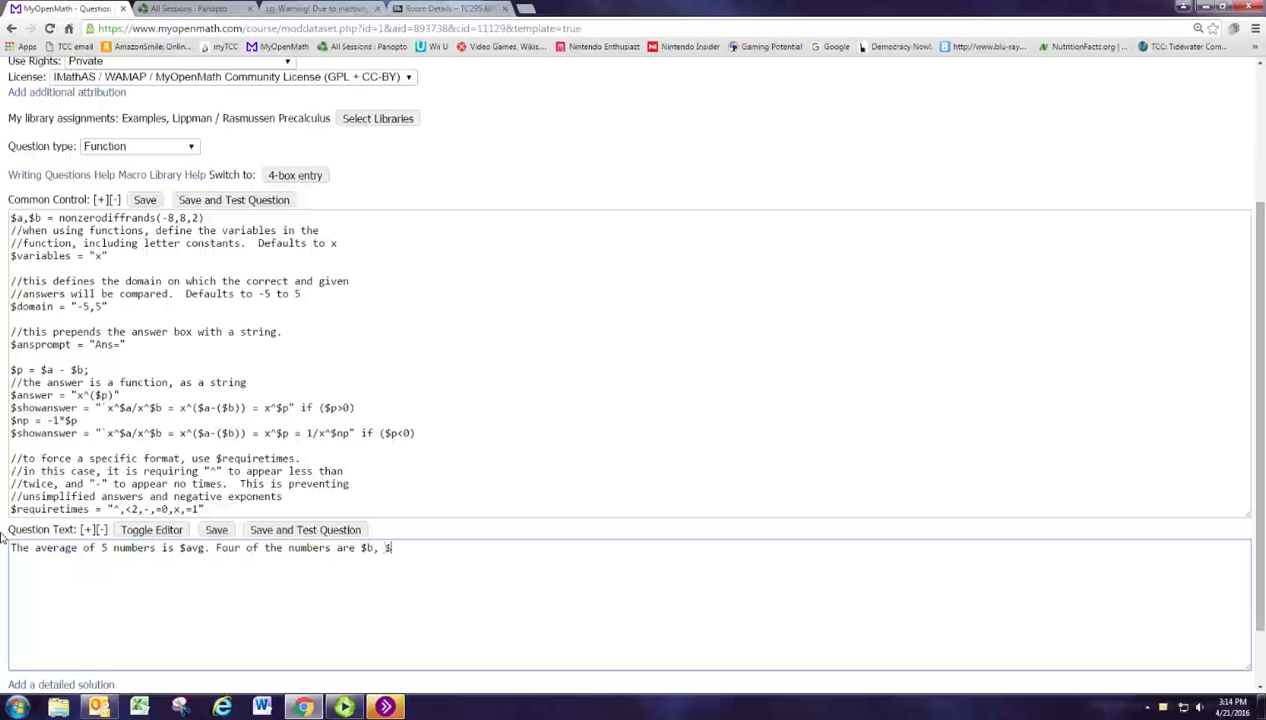 MyOpenMath - Question
All Sessions : Panopto
Warning! Due to inactivi
Room Details - TC295.MY
https://www.myopenmath.com/course/moddataset.php?id=1&aid=893738&cid=11129&template=true
Apps TCC email AmazonSmile: Onlin... myTCC MyOpenMath All Sessions : Panopto Wii U Video Games, Wikis... Nintendo Enthusiast Nintendo Insider Gaming Potential Google Democracy Now!. http://www.blu-ray... NutritionFacts.org |... TCC: Tidewater Com...
Use Rights: Private
License: IMathAS / WAMAP / MyOpenMath Community License (GPL + CC-BY)
Add additional attribution
My library assignments: Examples, Lippman / Rasmussen Precalculus Select Libraries
Question type: Function
Writing Questions Help Macro Library Help Switch to: 4-box entry
Common Control: [+][-] Save Save and Test Question
$a,$b = nonzerodiffrands(-8,8,2)
//when using functions, define the variables in the
//function, including letter constants.  Defaults to x
$variables = "x"
//this defines the domain on which the correct and given
//answers will be compared.  Defaults to -5 to 5
$domain = "-5,5"
//this prepends the answer box with a string.
$ansprompt = "Ans="
$p = $a - $b;
//the answer is a function, as a string
$answer = "x^($p)"
$showanswer = "`x^$a/x^$b = x^($a-($b)) = x^$p" if ($p>0)
$np = -1*$p
$showanswer = "`x^$a/x^$b = x^($a-($b)) = x^$p = 1/x^$np" if ($p<0)
//to force a specific format, use $requiretimes.
//in this case, it is requiring "^" to appear less than
//twice, and "-" to appear no times.  This is preventing
//unsimplified answers and negative exponents
$requiretimes = "^,<2,-,=0,x,=1"
Question Text: [+][-] Toggle Editor Save Save and Test Question
The average of 5 numbers is $avg. Four of the numbers are $b, $
Add a detailed solution
3:14 PM
4/21/2016